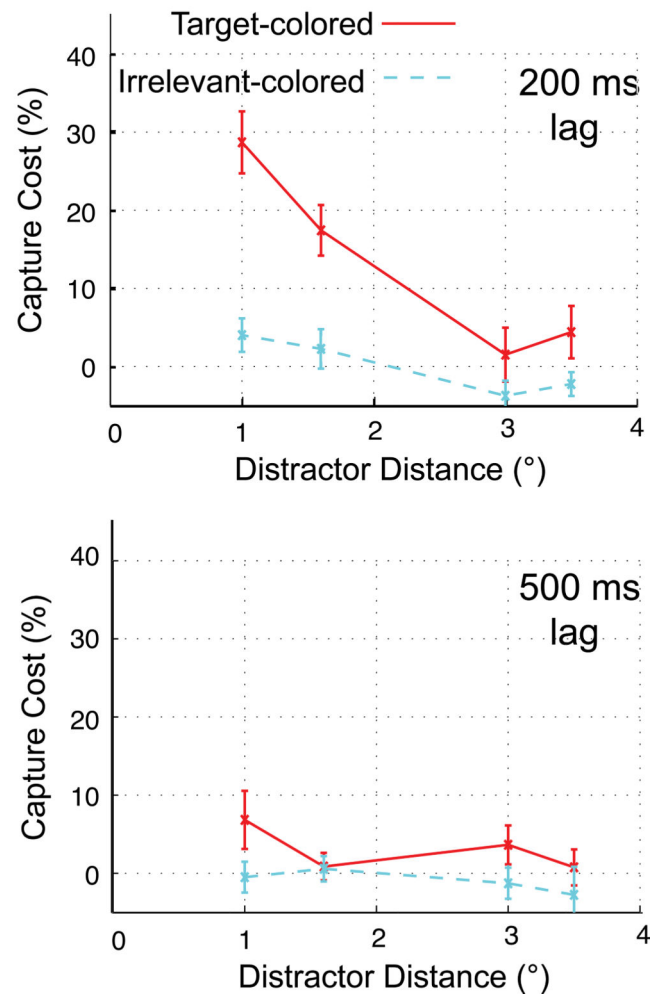 Target-colored
Irrelevant-colored
200 ms
lag
Capture Cost (%)
40
30
20
10
0
0 1 2 3 4
Distractor Distance (°)
500 ms
lag
Capture Cost (%)
40
30
20
10
0
0 1 2 3 4
Distractor Distance (°)